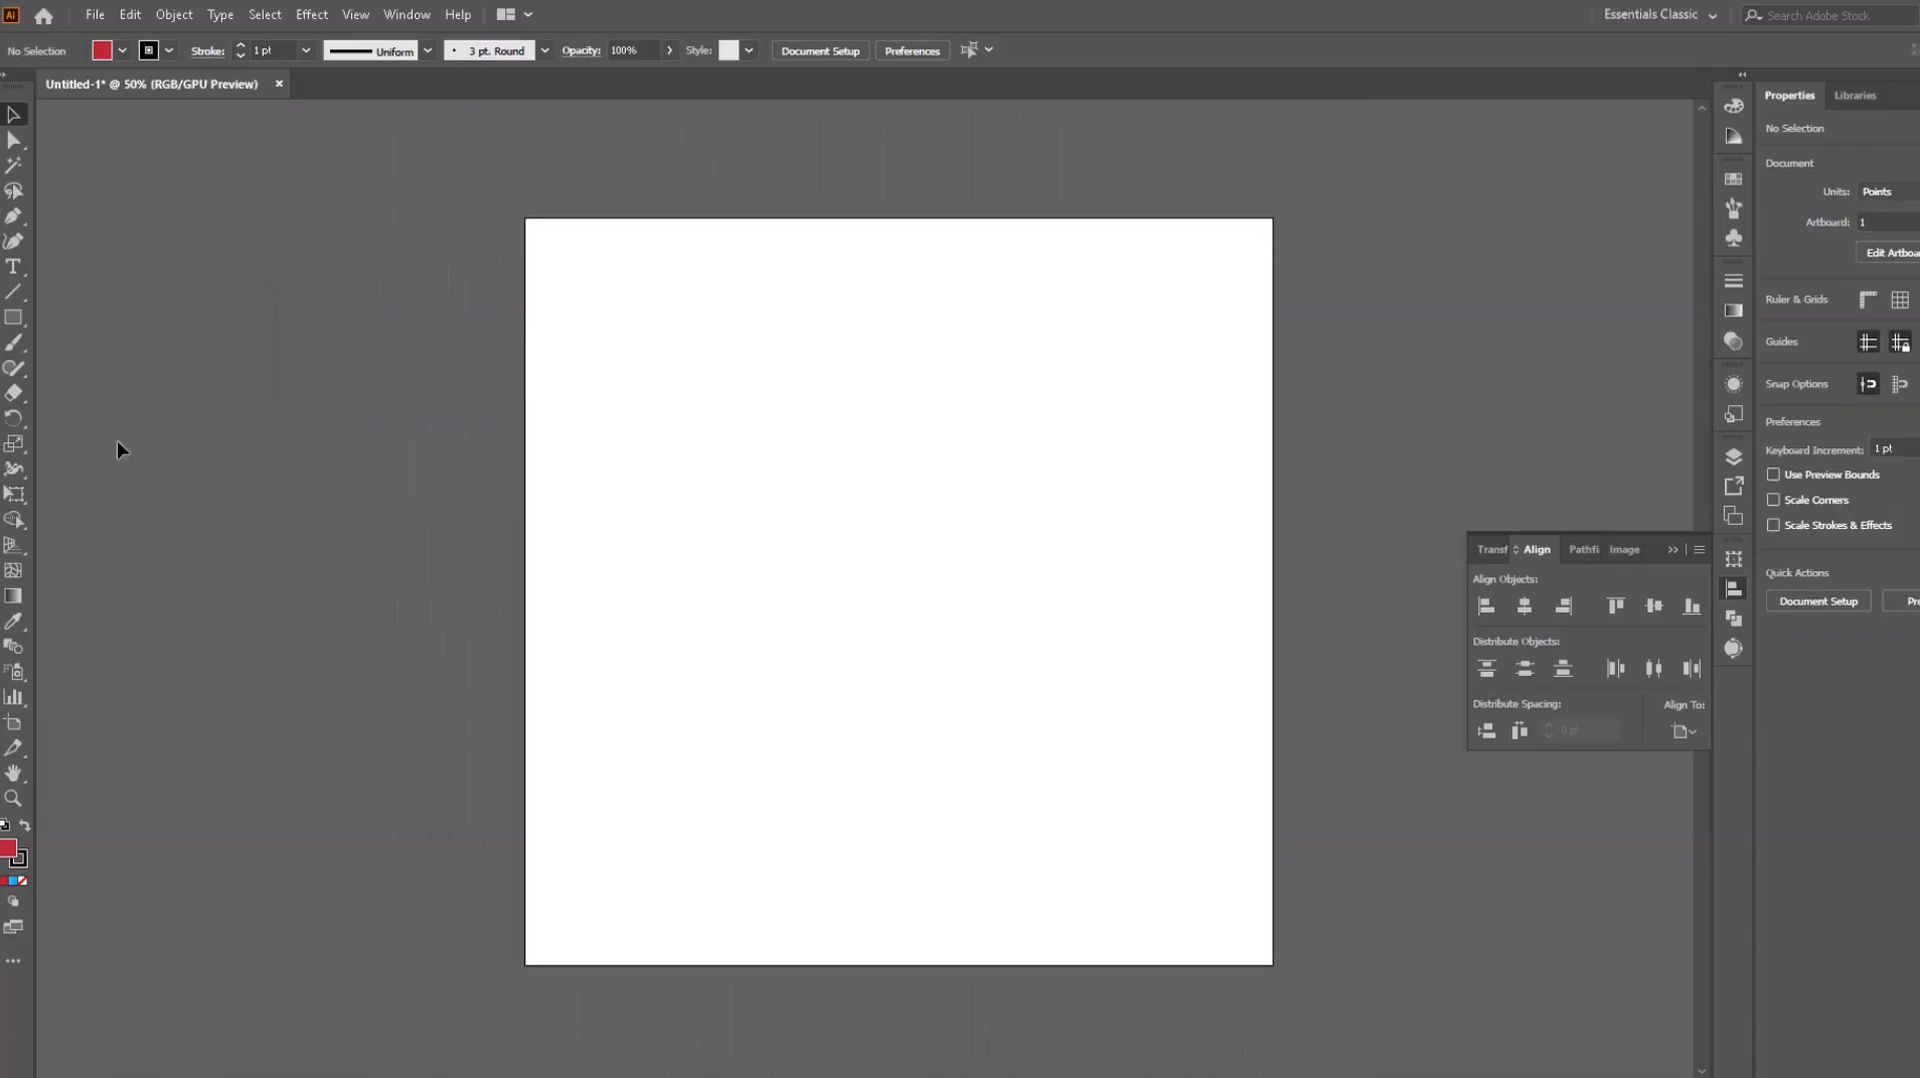 Ai File Edit Object Type Select Effect View Window Help Essentials Classic Search Adobe Stock
No Selection Stroke: 1 pt Uniform 3 pt. Round Opacity: 100% Style: Document Setup Preferences
Untitled-1* @ 50% (RGB/GPU Preview) ×
Properties Libraries
No Selection
Document
Units: Points
Artboard: 1
Edit Artboa
Ruler & Grids
Guides
Snap Options
Preferences
Keyboard Increment: 1 pt
Use Preview Bounds
Scale Corners
Scale Strokes & Effects
Quick Actions
Document Setup Pre
Transf Align Pathfi Image
Align Objects:
Distribute Objects:
Distribute Spacing: Align To:
0 pt